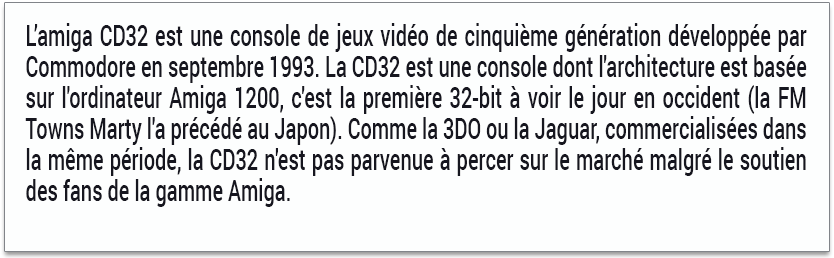 L'amiga CD32 est une console de jeux vidéo de cinquième génération développée par
Commodore en septembre 1993. La CD32 est une console dont l'architecture est basée
sur l'ordinateur Amiga 1200, c'est la première 32-bit à voir le jour en occident (la FM
Towns Marty l'a précédé au Japon). Comme la 3DO ou la Jaguar, commercialisées dans
la même période, la CD32 n'est pas parvenue à percer sur le marché malgré le soutien
des fans de la gamme Amiga.